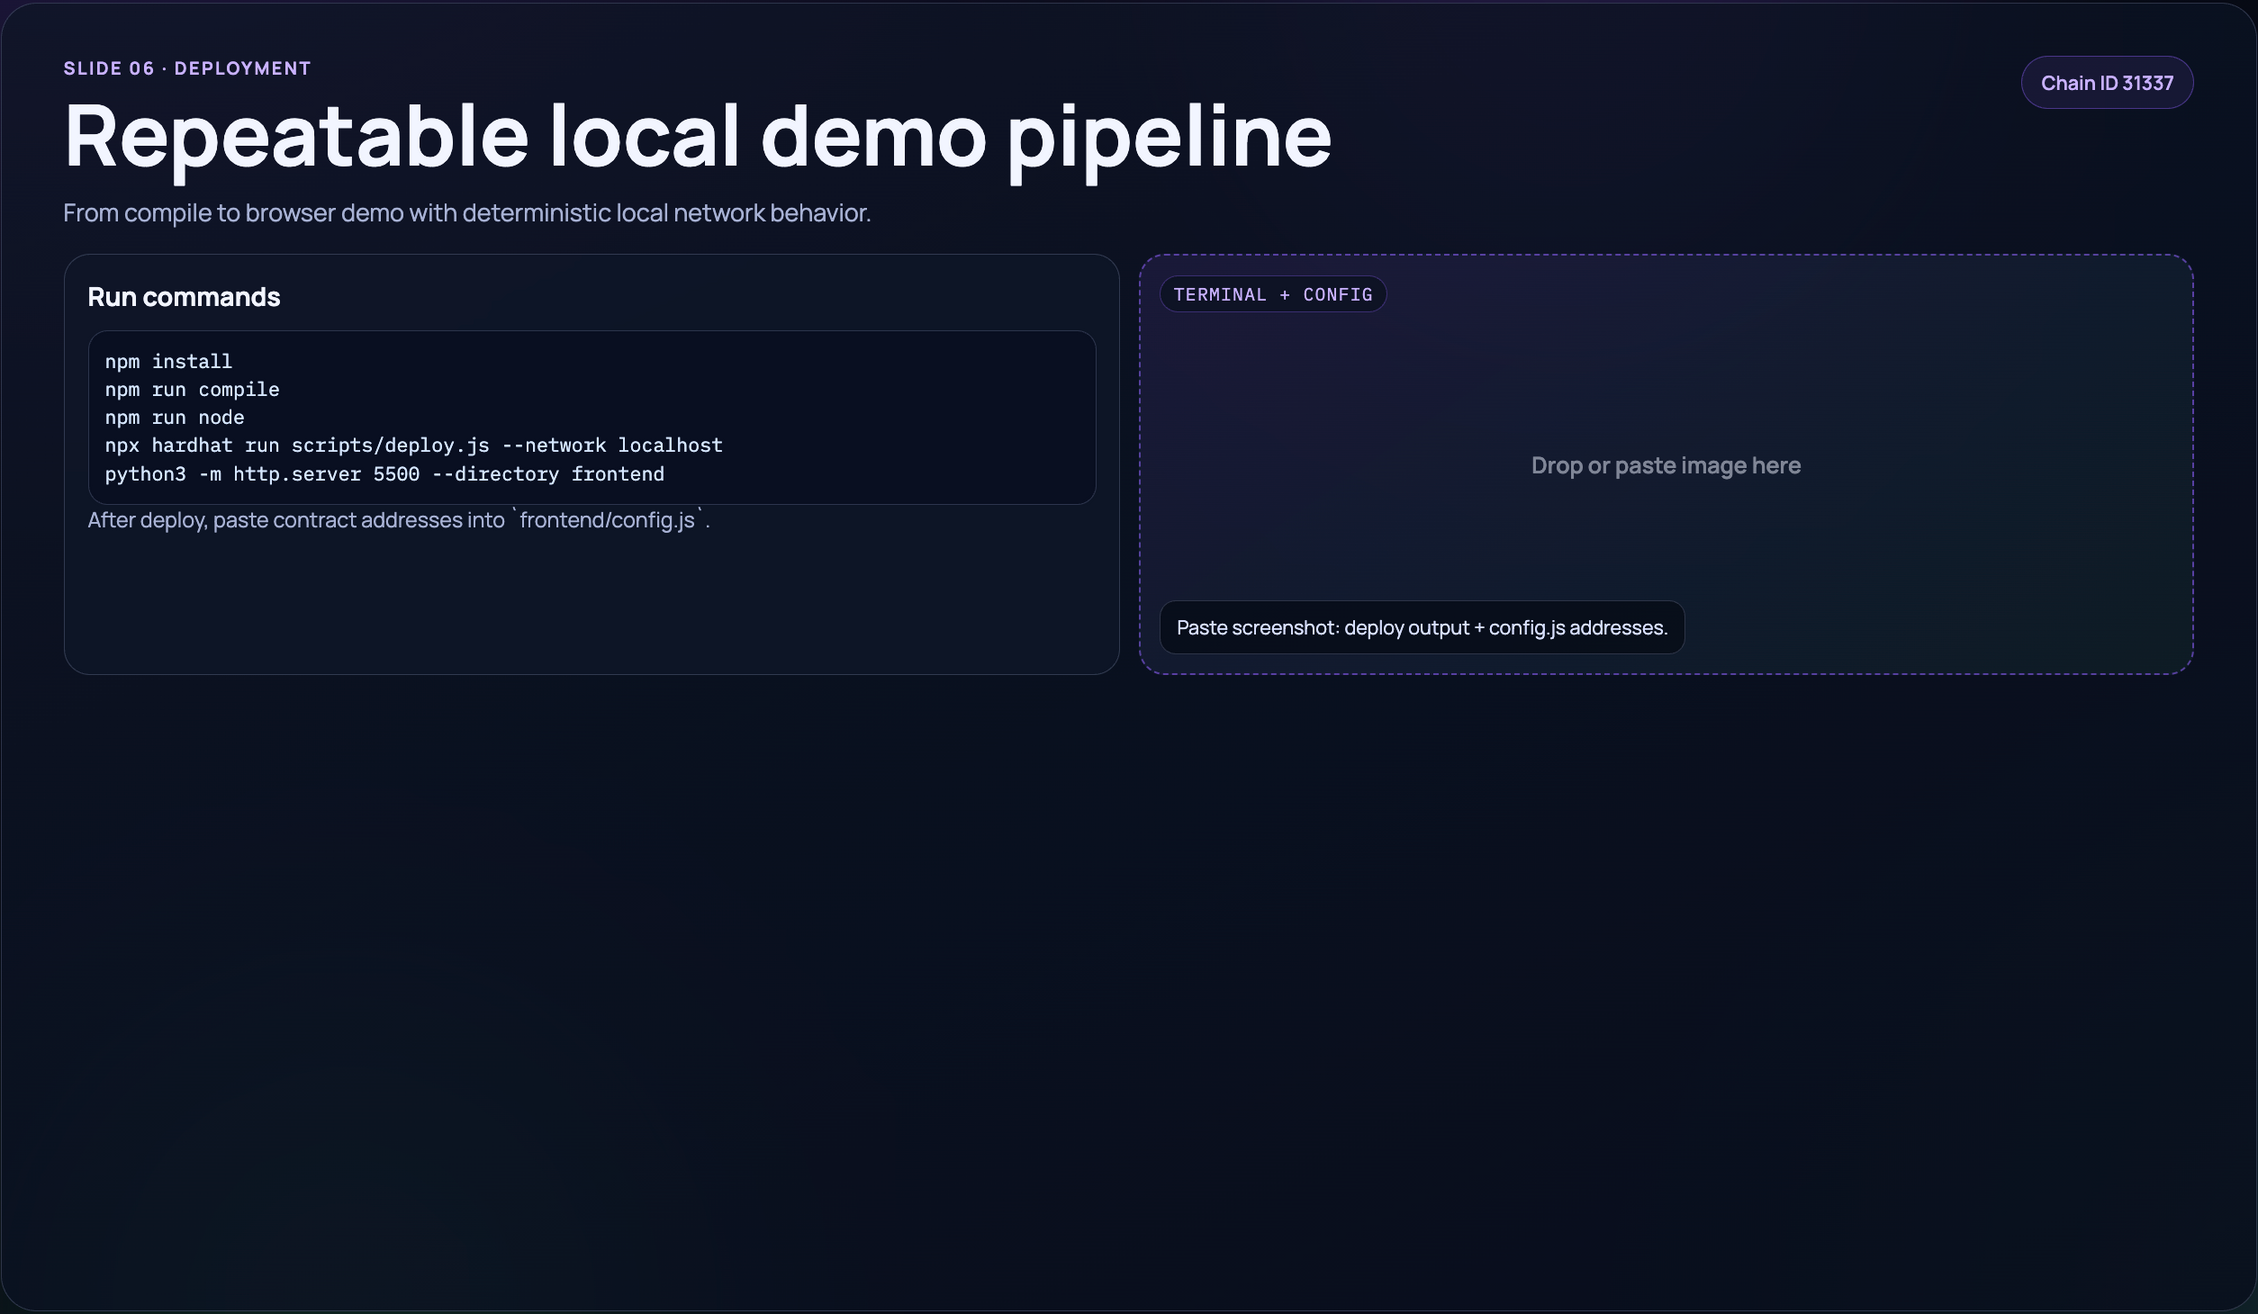 SLIDE 06 · DEPLOYMENT
Chain ID 31337
Repeatable local demo pipeline
From compile to browser demo with deterministic local network behavior.
Run commands
npm install
npm run compile
npm run node
npx hardhat run scripts/deploy.js --network localhost
python3 -m http.server 5500 --directory frontend
After deploy, paste contract addresses into `frontend/config.js`.
TERMINAL + CONFIG
Drop or paste image here
Paste screenshot: deploy output + config.js addresses.